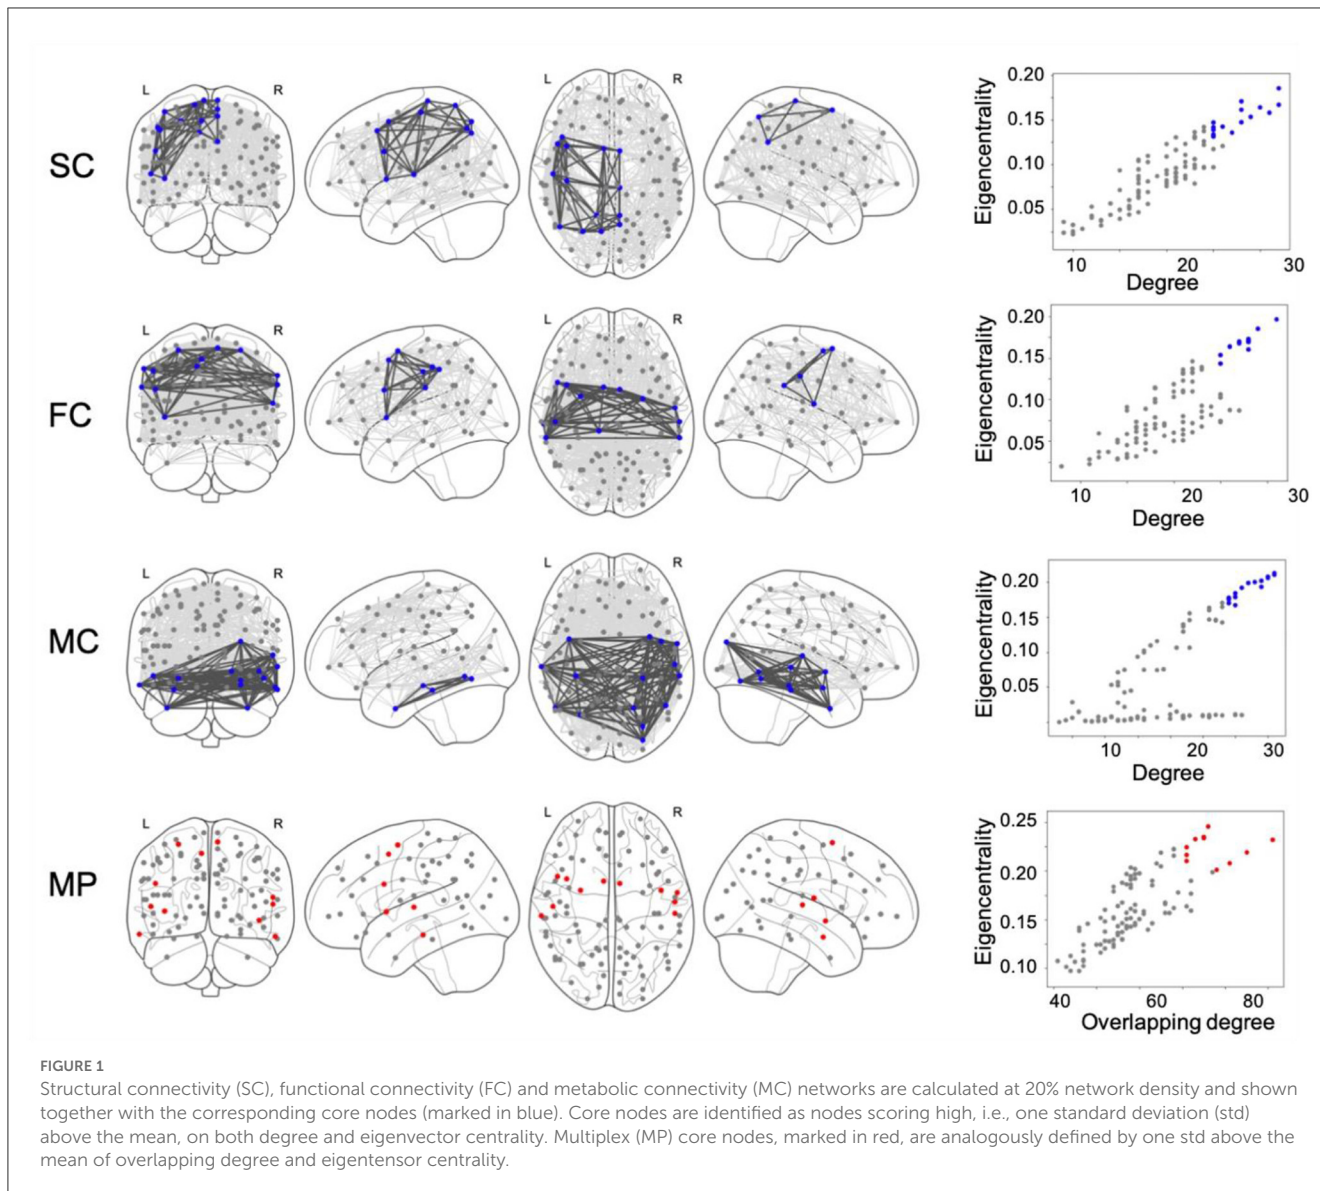 L R L R 0.20
0.15
SC
0.10
0.05
Eigencentrality
10 20 30
Degree
L R L R 0.20
0.15
FC
0.10
0.05
Eigencentrality
10 20 30
Degree
L R L R
0.20
MC
0.15
0.10
0.05
Eigencentrality
10 20 30
Degree
L R L R 0.25
0.20
MP
0.15
0.10
Eigencentrality
40 60 80
Overlapping degree
FIGURE 1
Structural connectivity (SC), functional connectivity (FC) and metabolic connectivity (MC) networks are calculated at 20% network density and shown
together with the corresponding core nodes (marked in blue). Core nodes are identified as nodes scoring high, i.e., one standard deviation (std)
above the mean, on both degree and eigenvector centrality. Multiplex (MP) core nodes, marked in red, are analogously defined by one std above the
mean of overlapping degree and eigentensor centrality.